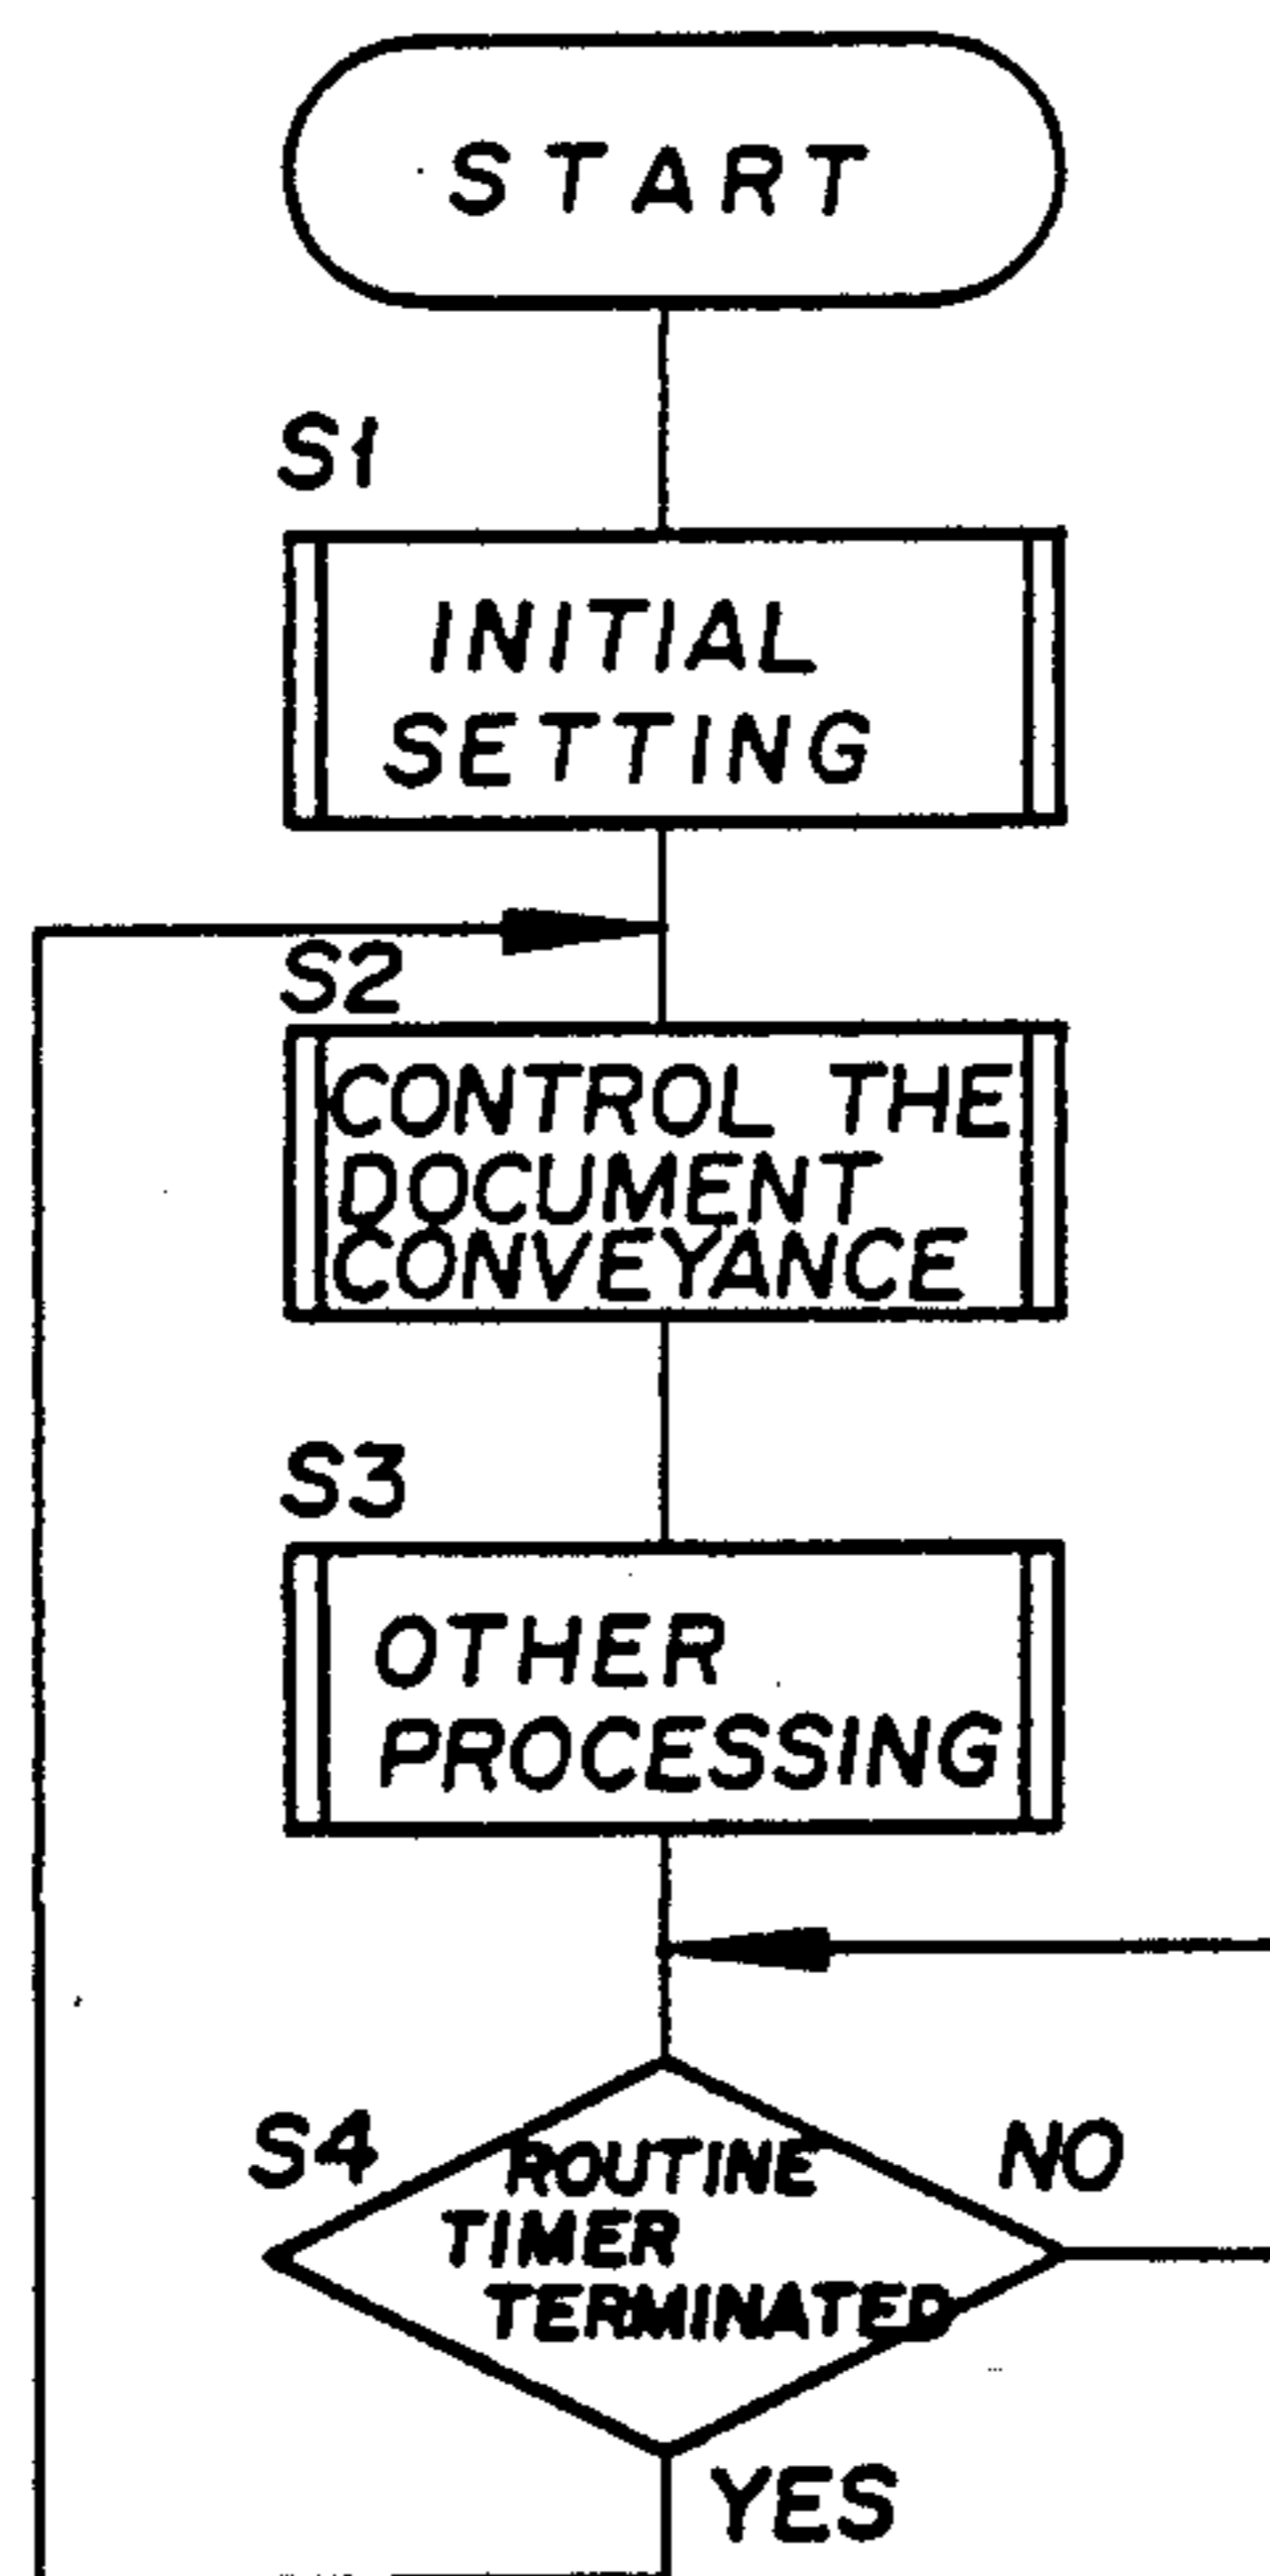 START
S1
INITIAL
SETTING
S2
CONTROL THE
DOCUMENT
CONVEYANCE
S3
OTHER
PROCESSING
S4
ROUTINE
TIMER
TERMINATED
NO
YES